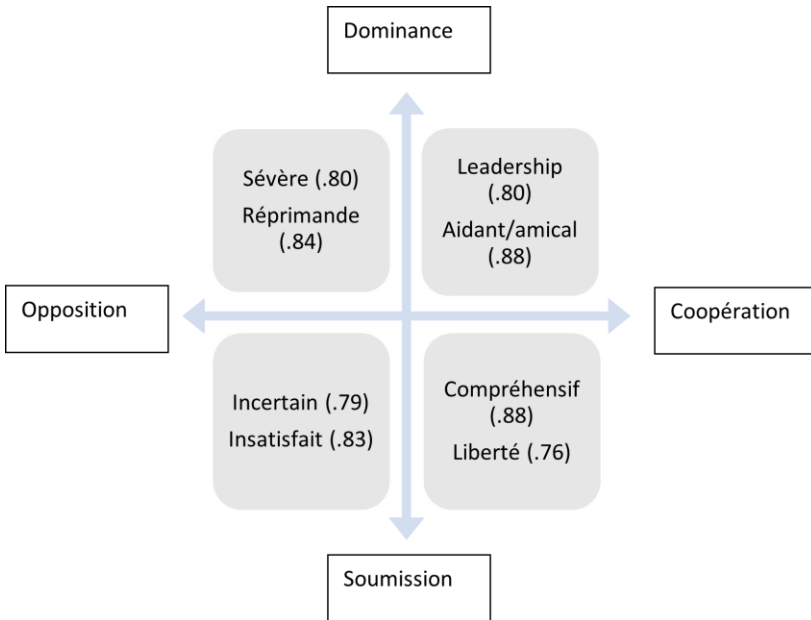 Dominance
Sévère (.80)
Réprimande
(.84)
Leadership
(.80)
Aidant/amical
(.88)
Opposition
Coopération
Incertain (.79)
Insatisfait (.83)
Compréhensif
(.88)
Liberté (.76)
Soumission